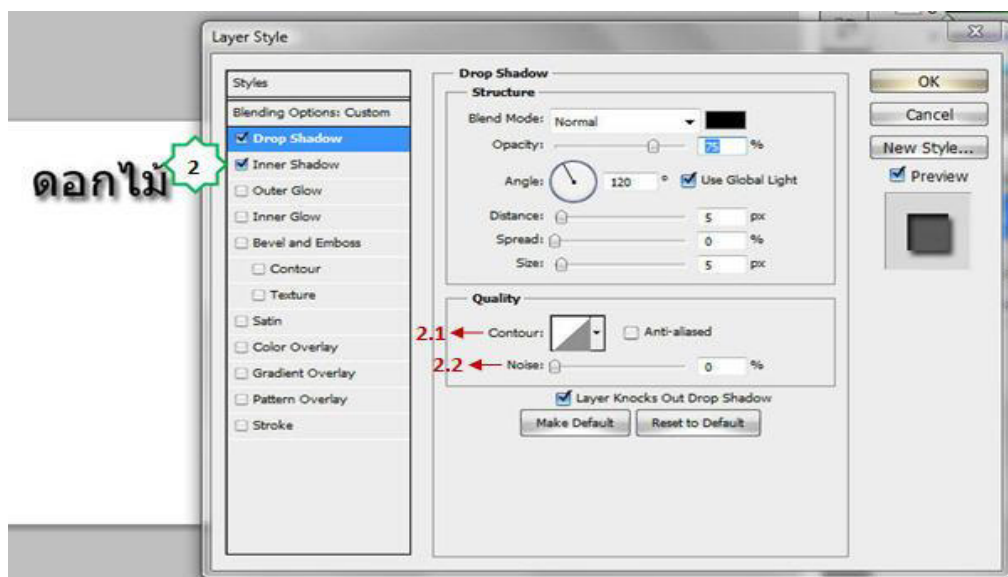 Layer Style
Styles
Blending Options: Custom
Drop Shadow
Inner Shadow
Outer Glow
Inner Glow
Bevel and Emboss
Contour
Texture
Satin
Color Overlay
Gradient Overlay
Pattern Overlay
Stroke
ดอกไม้
2
Drop Shadow
Structure
Blend Mode: Normal
Opacity: 75 %
Angle: 120 ° Use Global Light
Distance: 5 px
Spread: 0 %
Size: 5 px
Quality
2.1 Contour: Anti-aliased
2.2 Noise: 0 %
Layer Knocks Out Drop Shadow
Make Default Reset to Default
OK
Cancel
New Style...
Preview